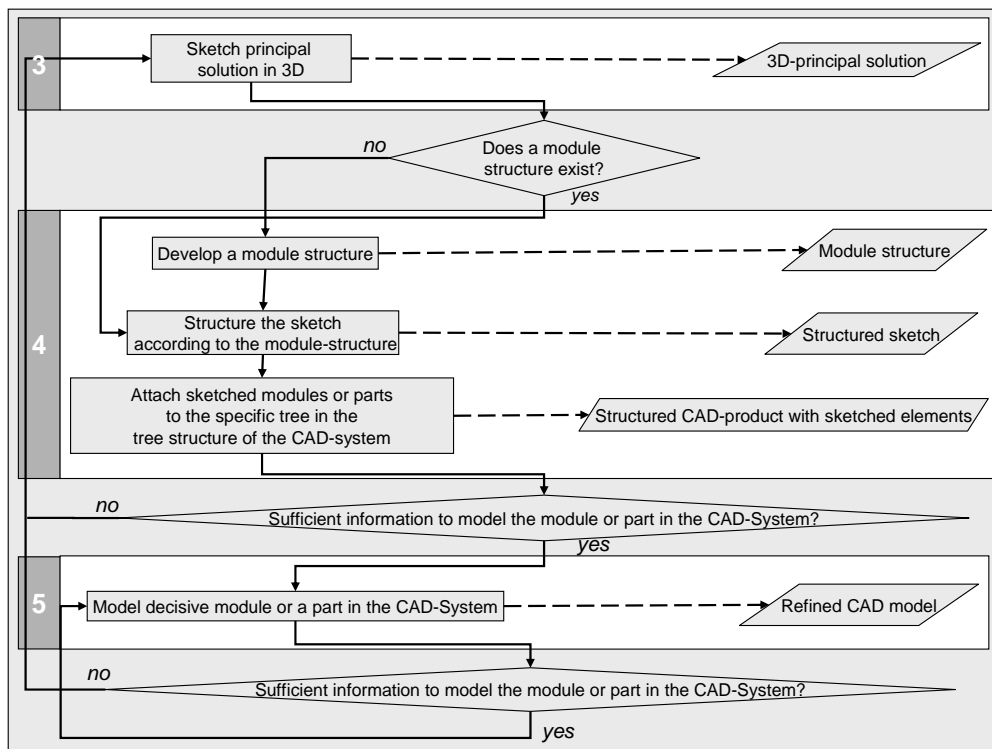 3
Sketch principal
solution in 3D
3D-principal solution
no
Does a module
structure exist?
yes
4
Develop a module structure
Module structure
Structure the sketch
according to the module-structure
Structured sketch
Attach sketched modules or parts
to the specific tree in the
tree structure of the CAD-system
Structured CAD-product with sketched elements
no
Sufficient information to model the module or part in the CAD-System?
yes
5
Model decisive module or a part in the CAD-System
Refined CAD model
no
Sufficient information to model the module or part in the CAD-System?
yes